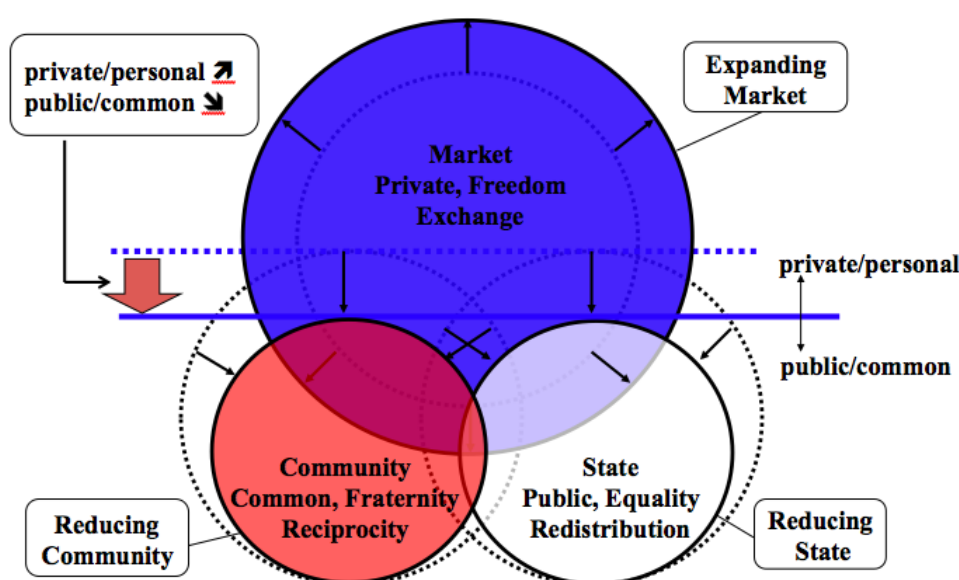 private/personal ⬈
public/common ⬊
Expanding
Market
Market
Private, Freedom
Exchange
private/personal
public/common
Community
Common, Fraternity
Reciprocity
State
Public, Equality
Redistribution
Reducing
Community
Reducing
State